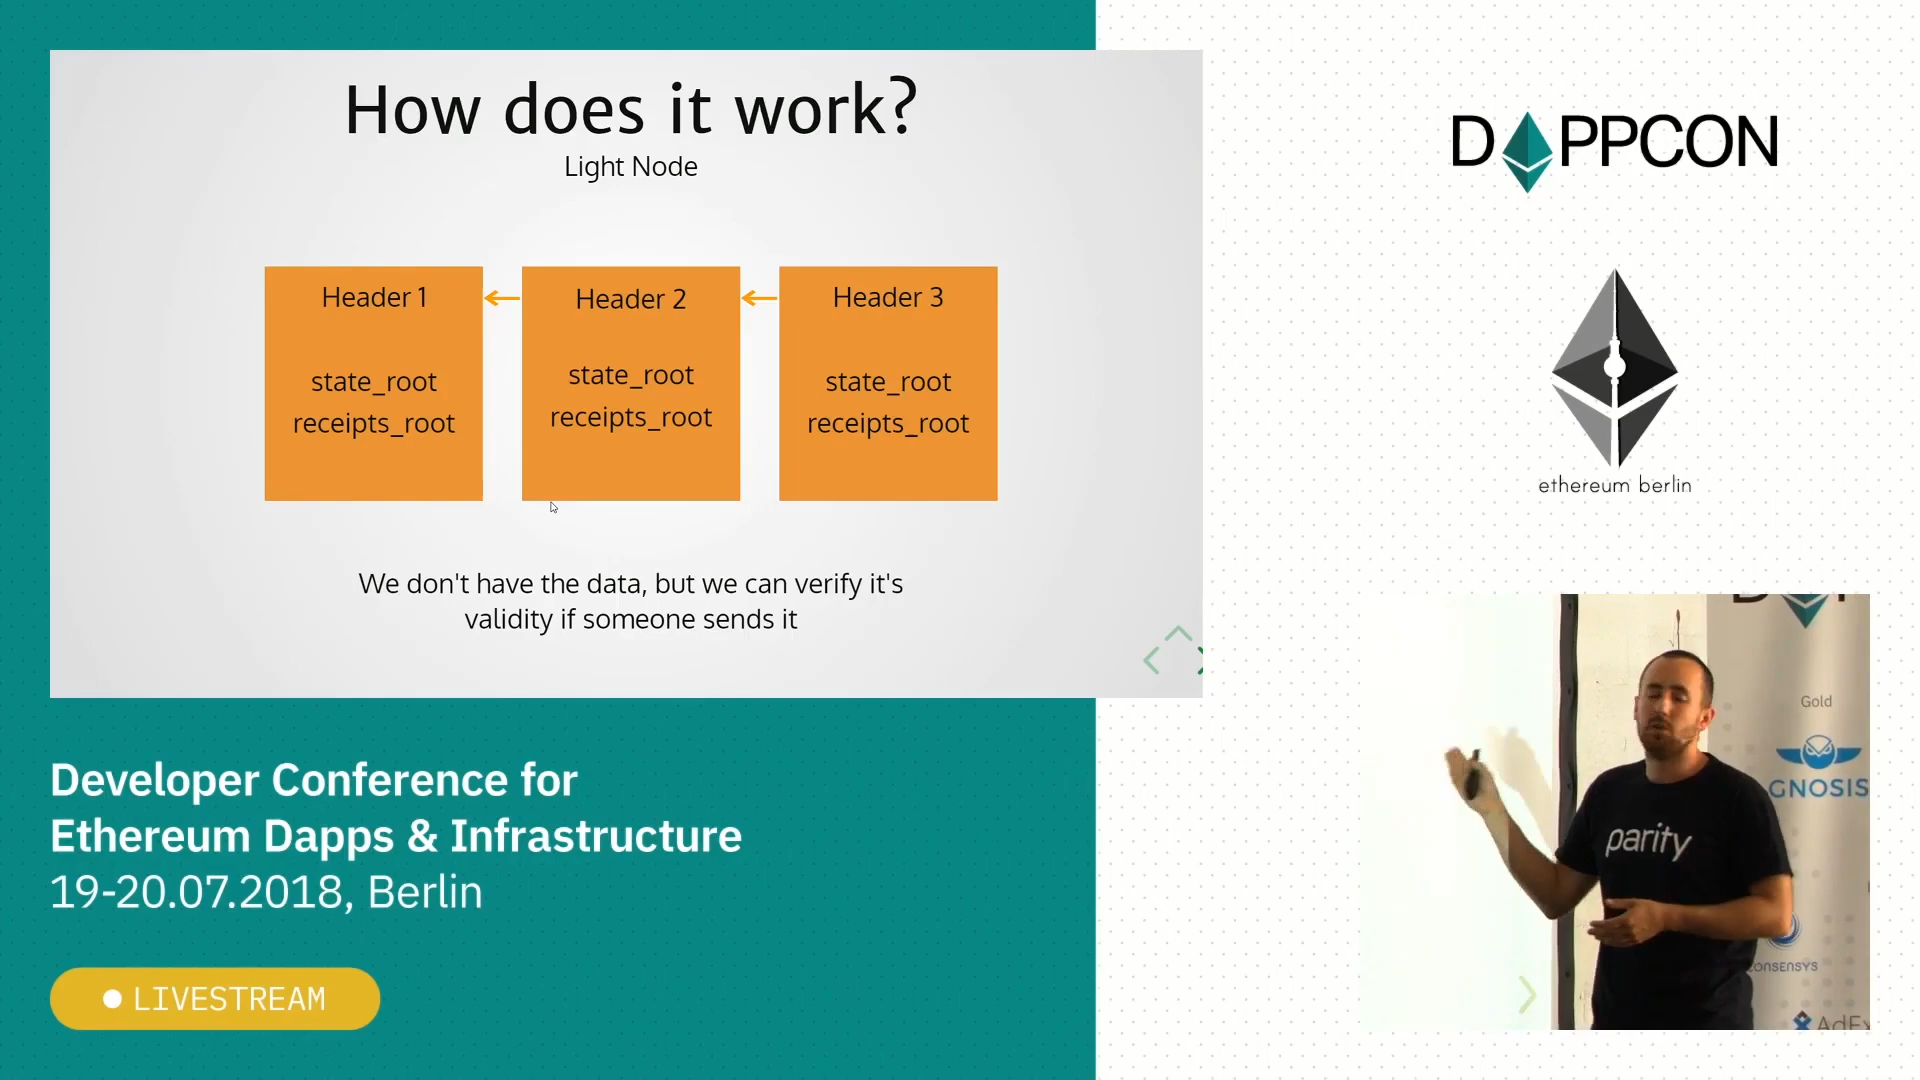 How does it work?
Light Node
Header 1
state_root
receipts_root
Header 2
state_root
receipts_root
Header 3
state_root
receipts_root
We don't have the data, but we can verify it's
validity if someone sends it
Developer Conference for
Ethereum Dapps & Infrastructure
19-20.07.2018, Berlin
LIVESTREAM
DAPPCON
ethereum berlin
Gold
GNOSIS
parity
CONSENSYS